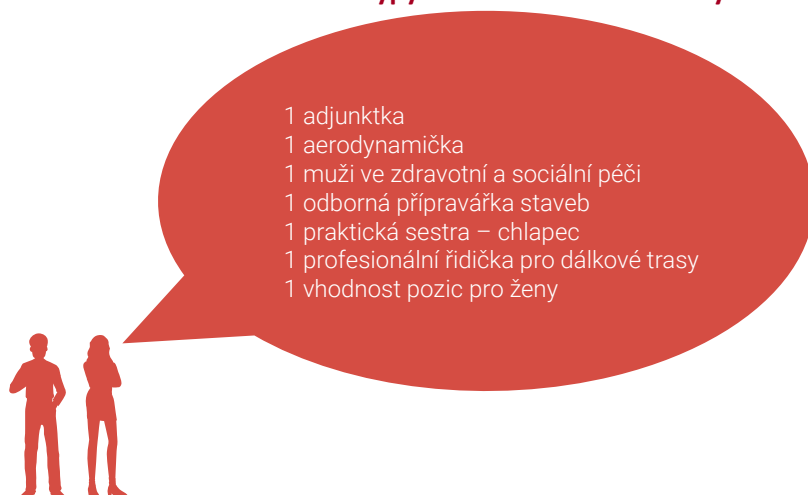 1 adjunktka
1 aerodynamička
1 muži ve zdravotní a sociální péči
1 odborná přípravářka staveb
1 praktická sestra – chlapec
1 profesionální řidička pro dálkové trasy
1 vhodnost pozic pro ženy